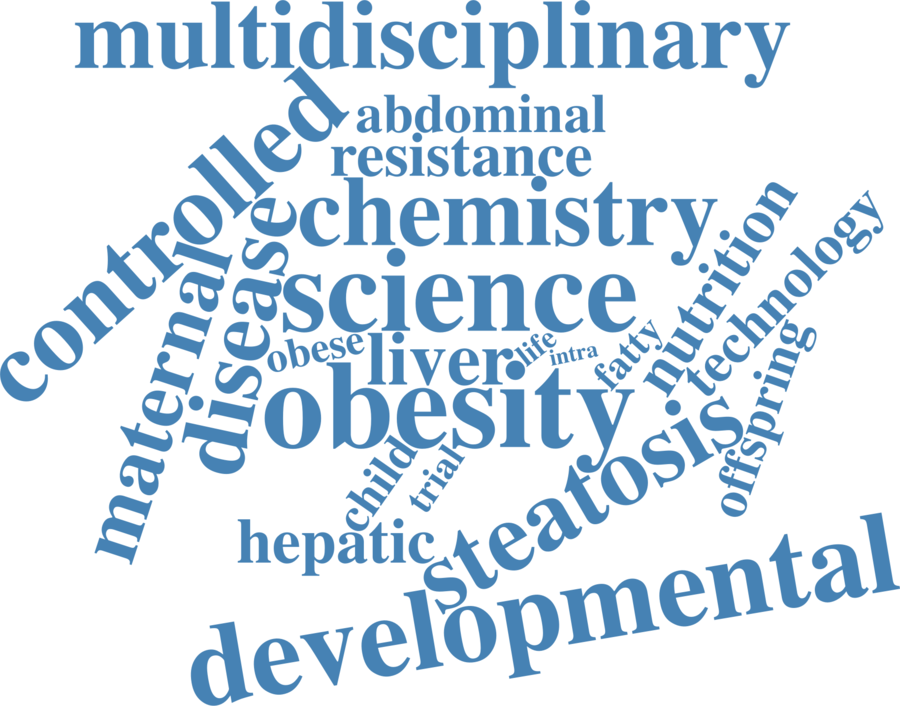 multidisciplinary
controlled
abdominal
resistance
chemistry
disease
maternal
science
nutrition
technology
obese
liver
life
intra
fatty
offspring
obesity
steatosis
child
trial
hepatic
developmental